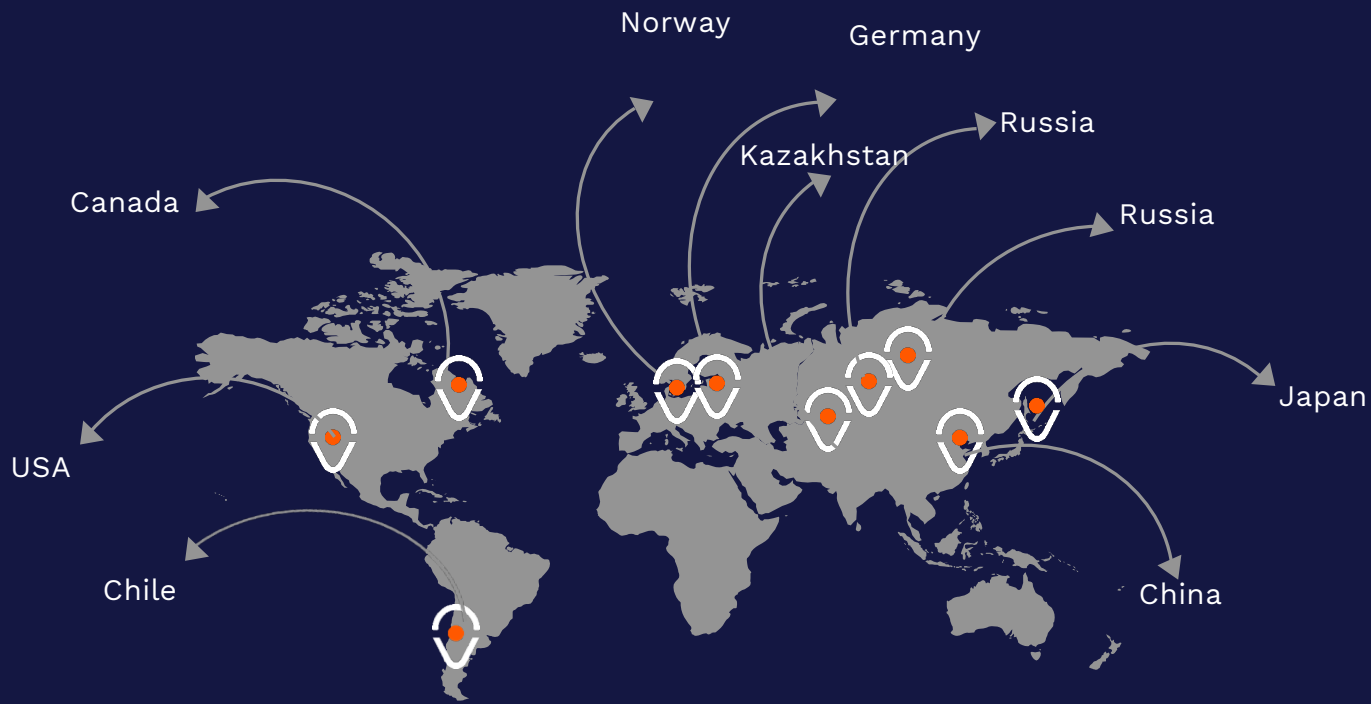 Norway
Germany
Russia
Kazakhstan
Canada
Russia
Japan
USA
Chile
China